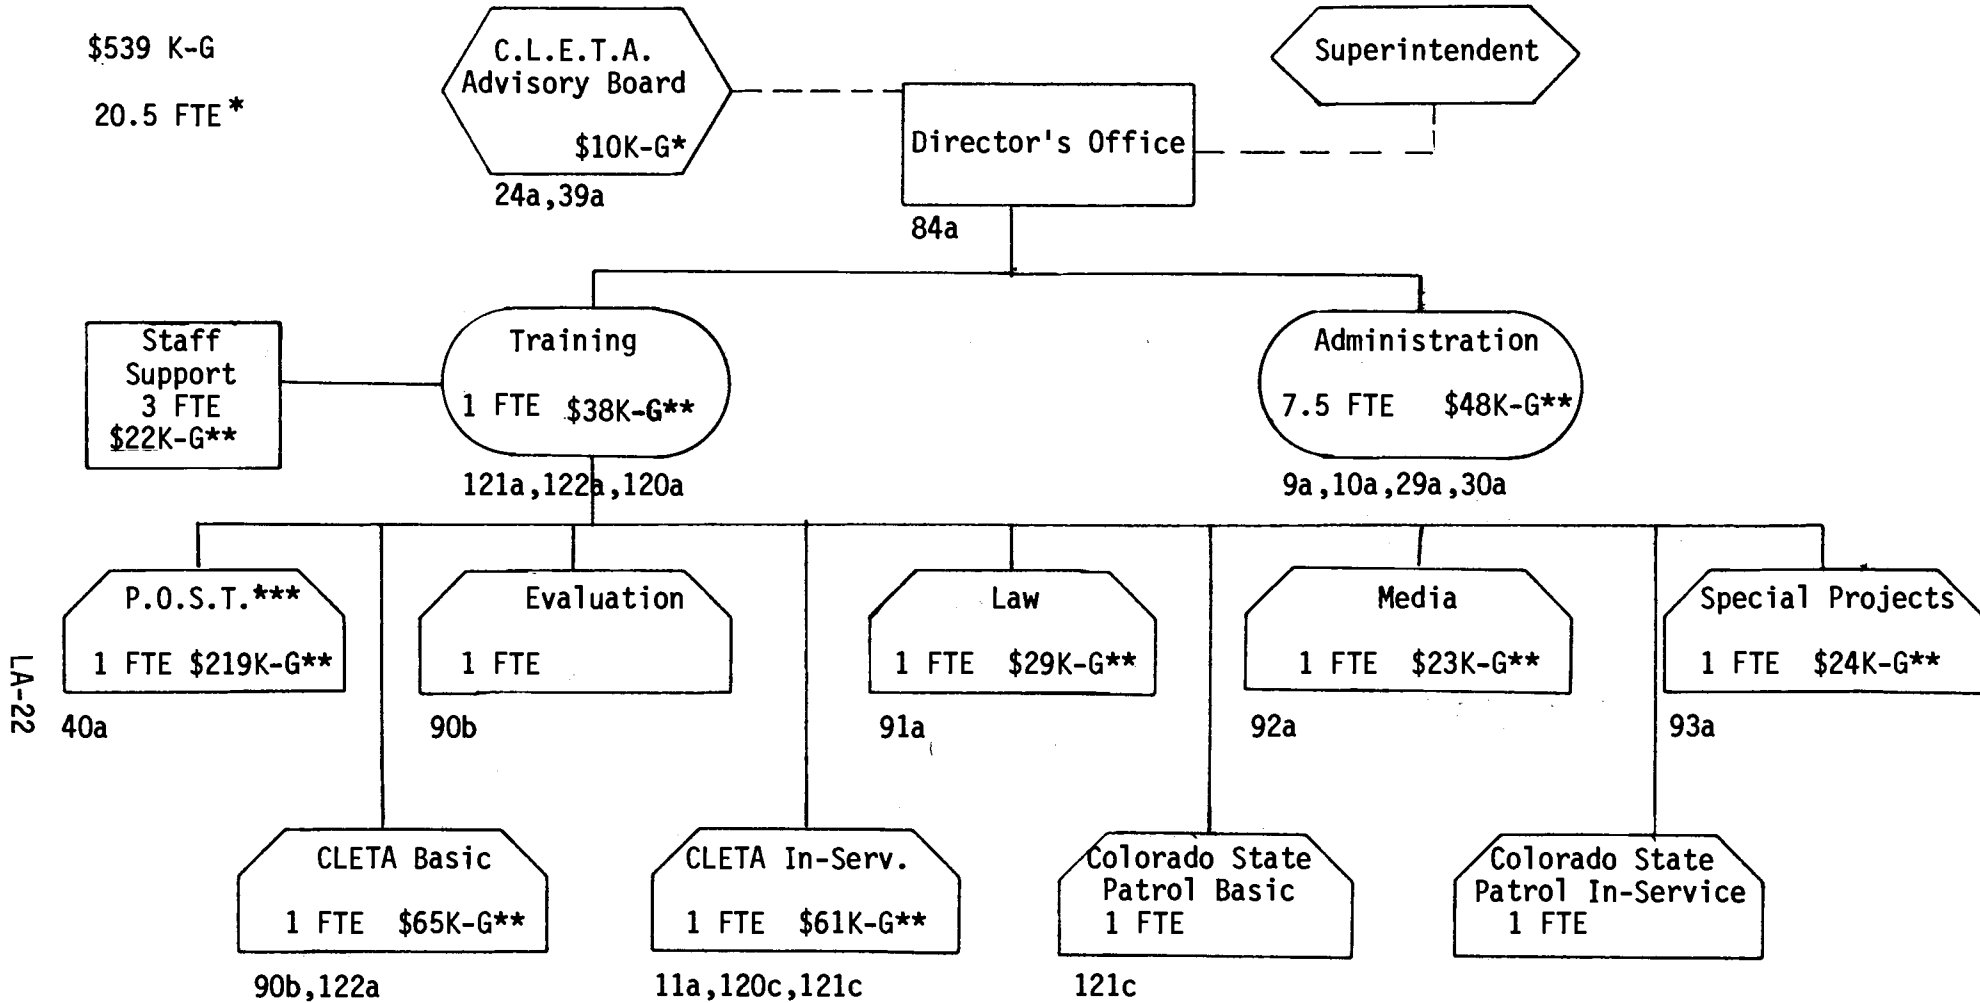 $539 K-G
20.5 FTE*
C.L.E.T.A.
Advisory Board
$10K-G*
24a,39a
Director's Office
84a
Superintendent
Staff
Support
3 FTE
$22K-G**
Training
1 FTE $38K-G**
121a,122a,120a
Administration
7.5 FTE $48K-G**
9a,10a,29a,30a
P.O.S.T.***
1 FTE $219K-G**
40a
Evaluation
1 FTE
90b
Law
1 FTE $29K-G**
91a
Media
1 FTE $23K-G**
92a
Special Projects
1 FTE $24K-G**
93a
CLETA Basic
1 FTE $65K-G**
90b,122a
CLETA In-Serv.
1 FTE $61K-G**
11a,120c,121c
Colorado State
Patrol Basic
1 FTE
121c
Colorado State
Patrol In-Service
1 FTE
LA-22